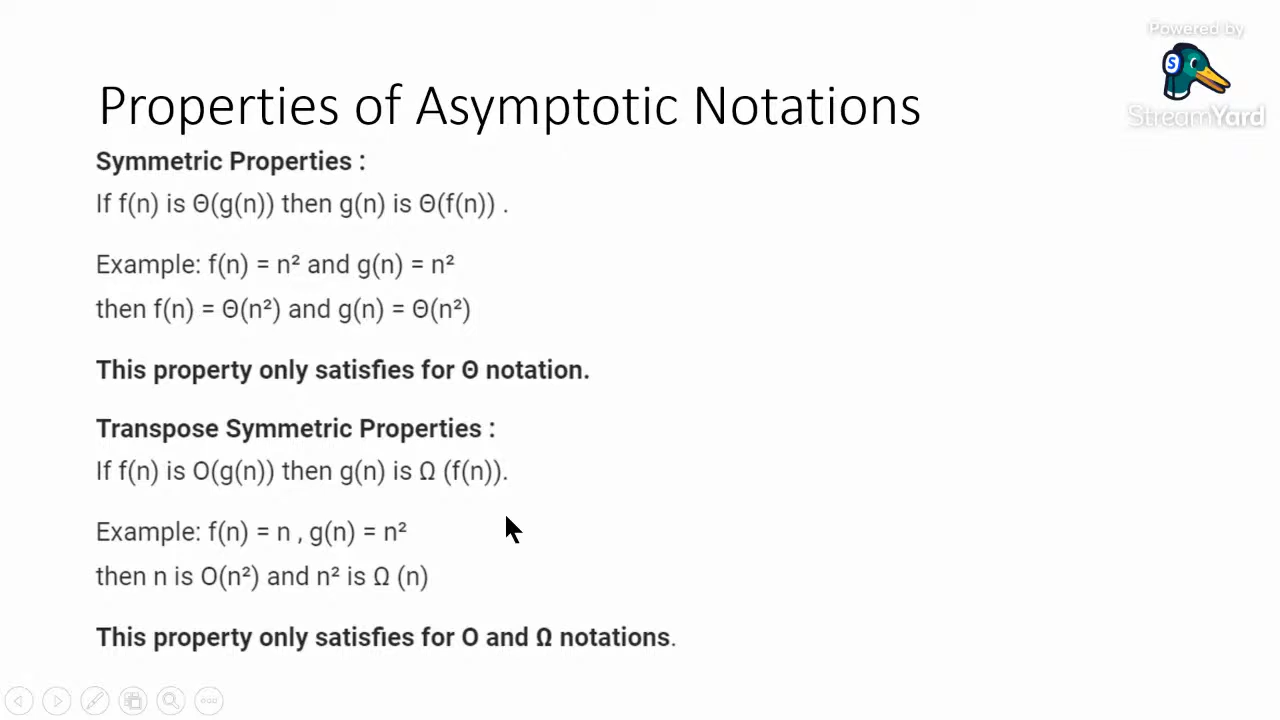 Powered by
S
StreamYard
Properties of Asymptotic Notations
Symmetric Properties :
If f(n) is Θ(g(n)) then g(n) is Θ(f(n)) .
Example: f(n) = n² and g(n) = n²
then f(n) = Θ(n²) and g(n) = Θ(n²)
This property only satisfies for Θ notation.
Transpose Symmetric Properties :
If f(n) is O(g(n)) then g(n) is Ω (f(n)).
Example: f(n) = n , g(n) = n²
then n is O(n²) and n² is Ω (n)
This property only satisfies for O and Ω notations.